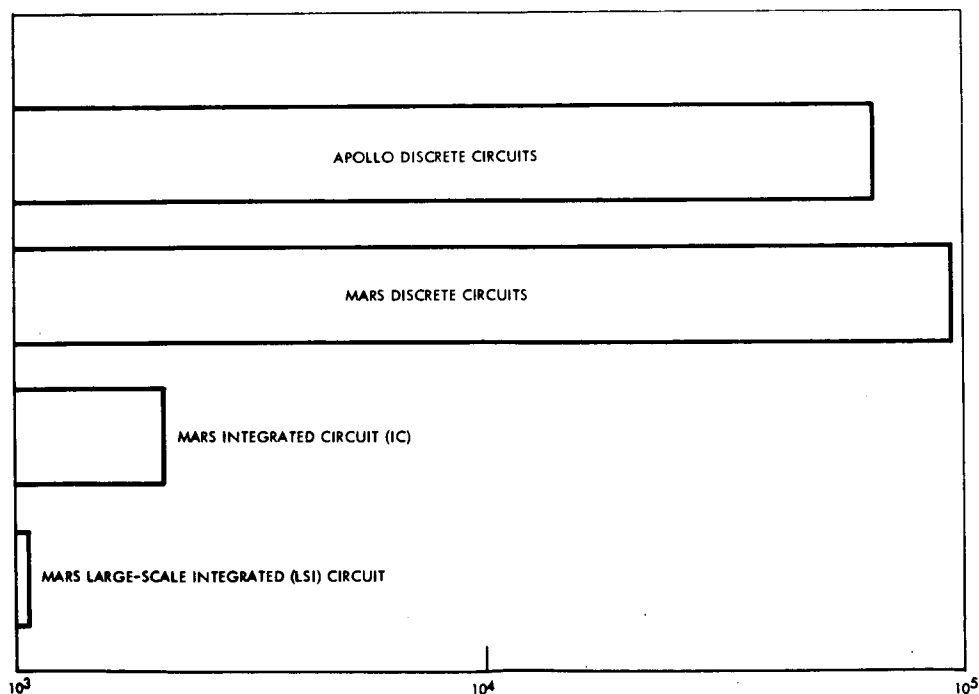 APOLLO DISCRETE CIRCUITS
MARS DISCRETE CIRCUITS
MARS INTEGRATED CIRCUIT (IC)
MARS LARGE-SCALE INTEGRATED (LSI) CIRCUIT
10³ 10⁴ 10⁵